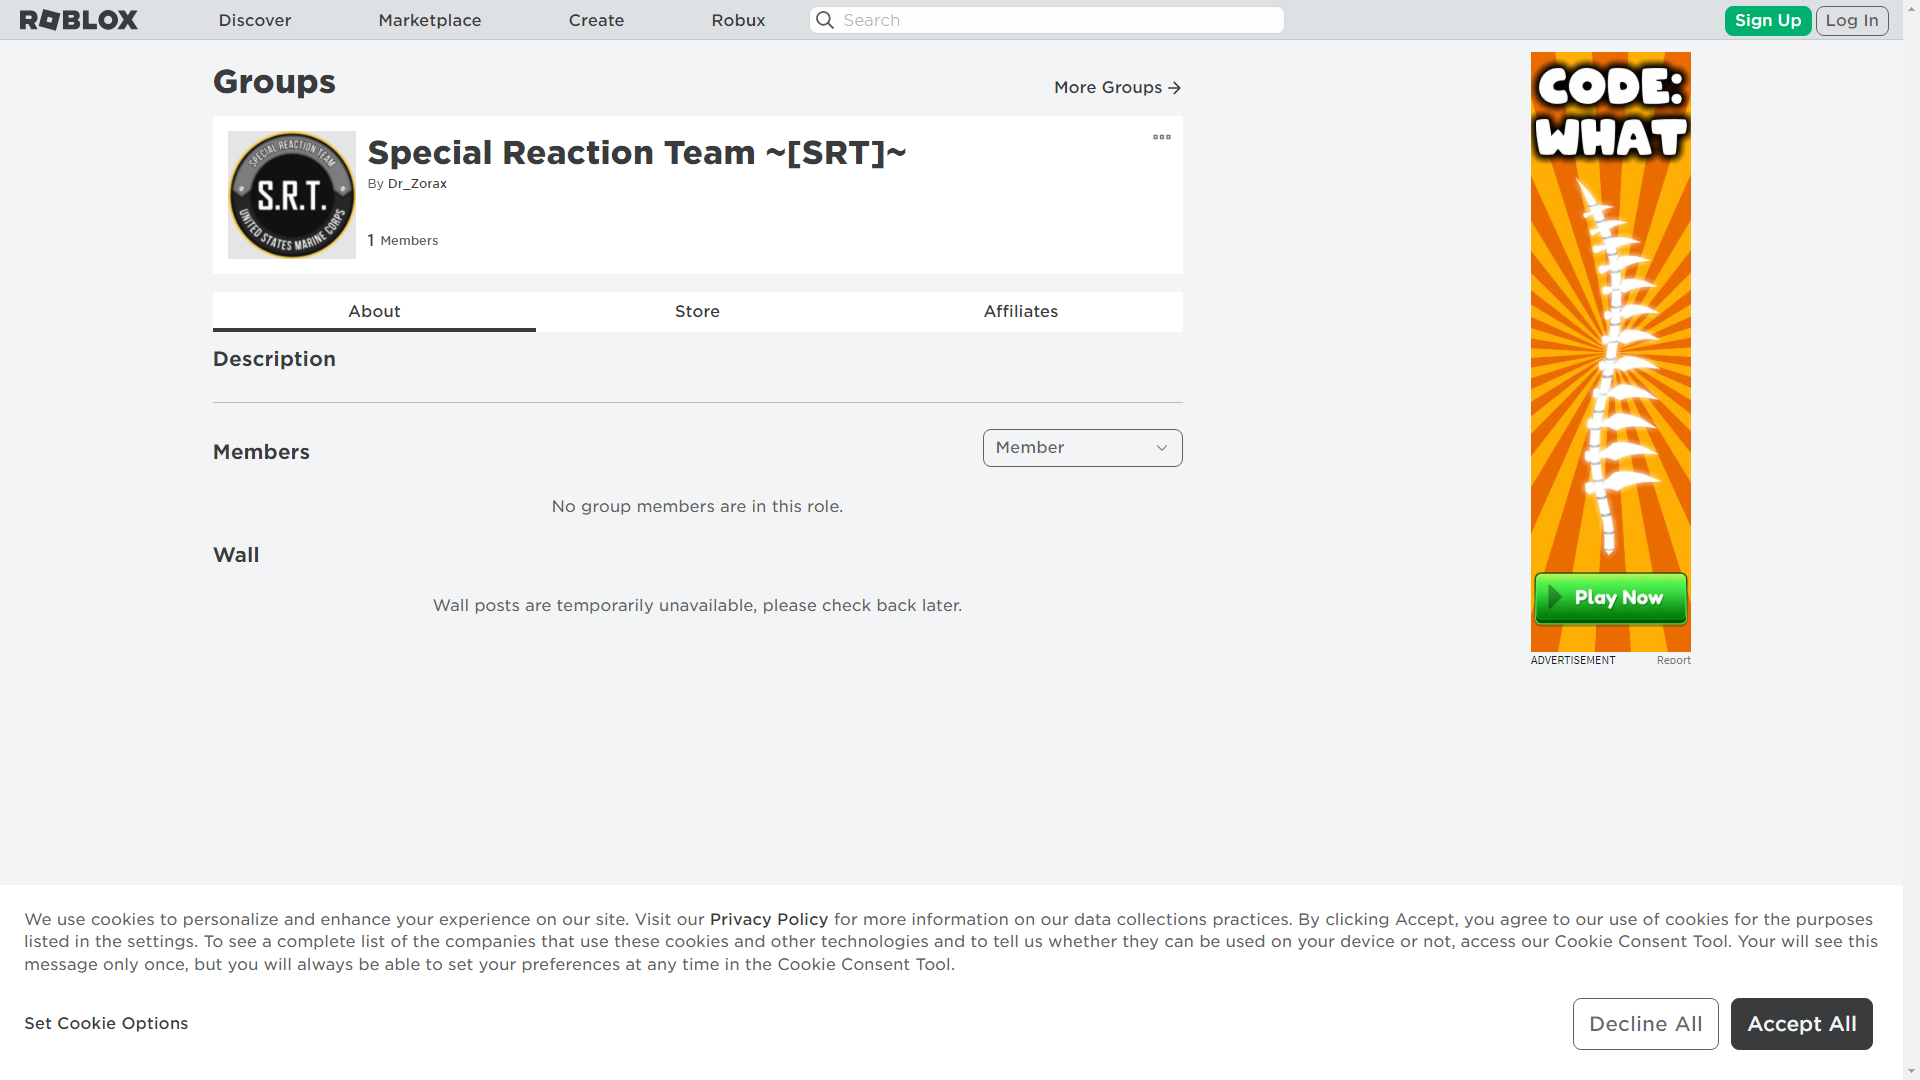 ROBLOX
Discover
Marketplace
Create
Robux
Search
Sign Up
Log In
Groups
More Groups
SPECIAL REACTION TEAM
S.R.T.
UNITED STATES MARINE CORPS
Special Reaction Team ~[SRT]~
By Dr_Zorax
1 Members
About
Store
Affiliates
Description
Members
Member
No group members are in this role.
Wall
Wall posts are temporarily unavailable, please check back later.
CODE:
WHAT
Play Now
ADVERTISEMENT
Report
We use cookies to personalize and enhance your experience on our site. Visit our Privacy Policy for more information on our data collections practices. By clicking Accept, you agree to our use of cookies for the purposes
listed in the settings. To see a complete list of the companies that use these cookies and other technologies and to tell us whether they can be used on your device or not, access our Cookie Consent Tool. Your will see this
message only once, but you will always be able to set your preferences at any time in the Cookie Consent Tool.
Set Cookie Options
Decline All
Accept All